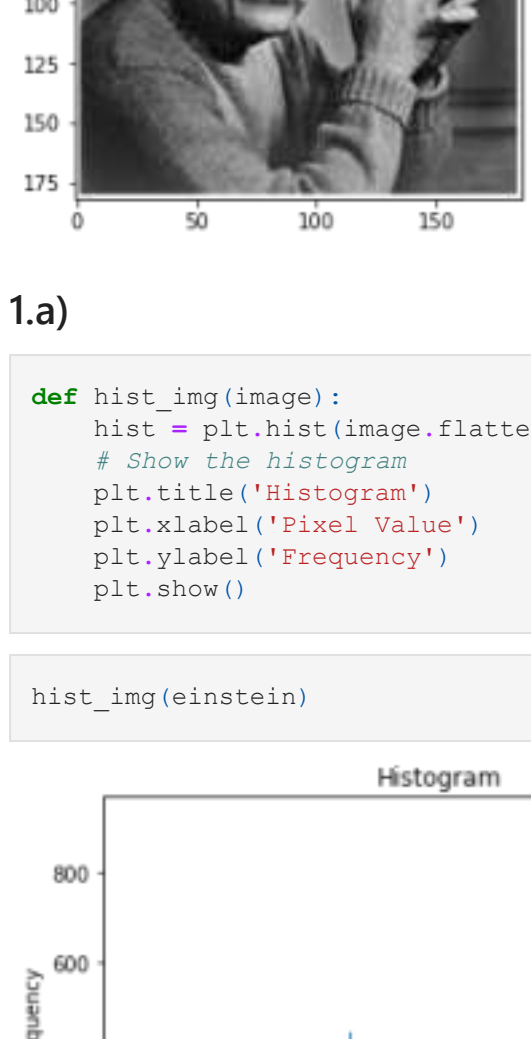 100
125
150
175
0 50 100 150
1.a)
def hist_img(image):
    hist = plt.hist(image.flatte
    # Show the histogram
    plt.title('Histogram')
    plt.xlabel('Pixel Value')
    plt.ylabel('Frequency')
    plt.show()
hist_img(einstein)
Histogram
800
600
quency